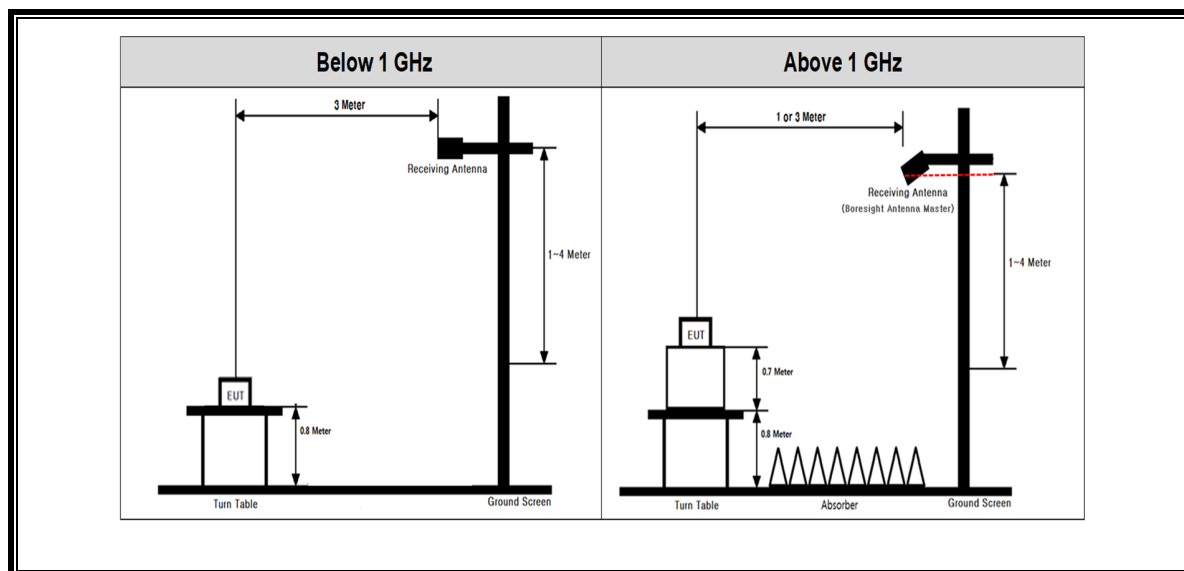 Below 1 GHz
Above 1 GHz
3 Meter
Receiving Antenna
1~4 Meter
EUT
0.8 Meter
Turn Table
Ground Screen
1 or 3 Meter
Receiving Antenna
(Boresight Antenna Master)
1~4 Meter
EUT
0.7 Meter
0.8 Meter
Turn Table
Absorber
Ground Screen